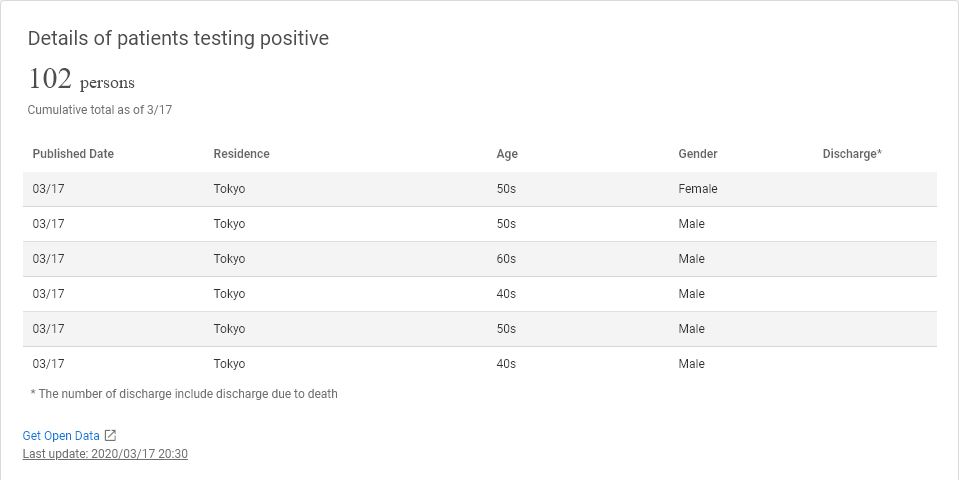 Details of patients testing positive
102 persons
Cumulative total as of 3/17
Published Date Residence Age Gender Discharge*
03/17 Tokyo 50s Female
03/17 Tokyo 50s Male
03/17 Tokyo 60s Male
03/17 Tokyo 40s Male
03/17 Tokyo 50s Male
03/17 Tokyo 40s Male
* The number of discharge include discharge due to death
Get Open Data
Last update: 2020/03/17 20:30